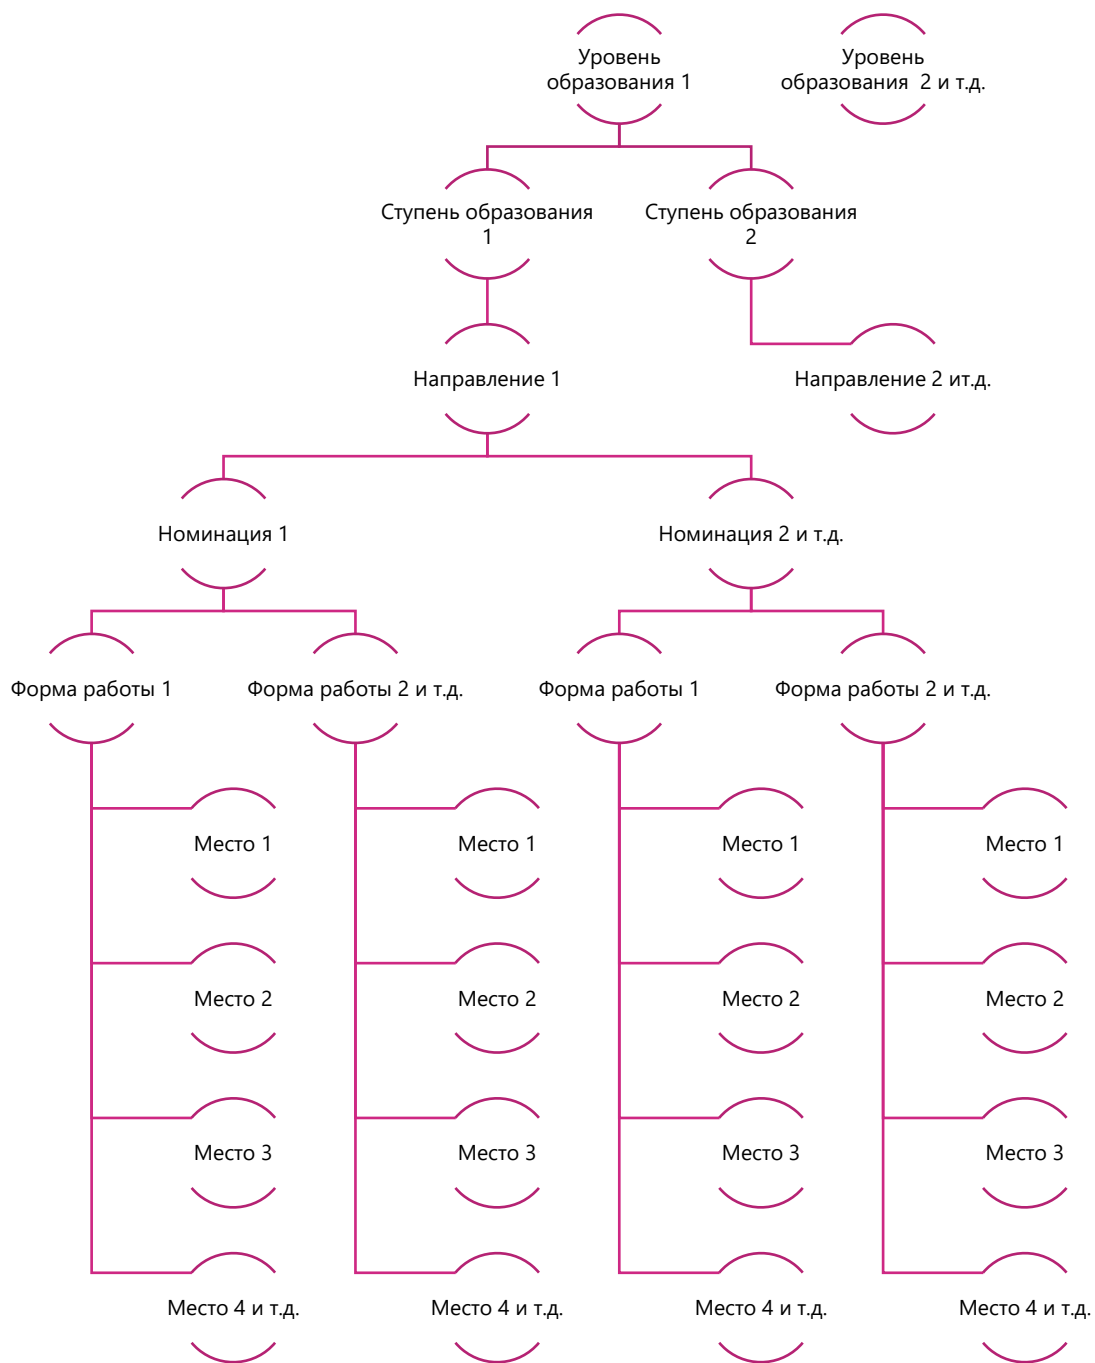 Уровень
образования 1
Уровень
образования  2 и т.д.
Ступень образования
1
Ступень образования
2
Направление 1
Направление 2 ит.д.
Номинация 1
Номинация 2 и т.д.
Форма работы 1
Форма работы 2 и т.д.
Форма работы 1
Форма работы 2 и т.д.
Место 1
Место 1
Место 1
Место 1
Место 2
Место 2
Место 2
Место 2
Место 3
Место 3
Место 3
Место 3
Место 4 и т.д.
Место 4 и т.д.
Место 4 и т.д.
Место 4 и т.д.